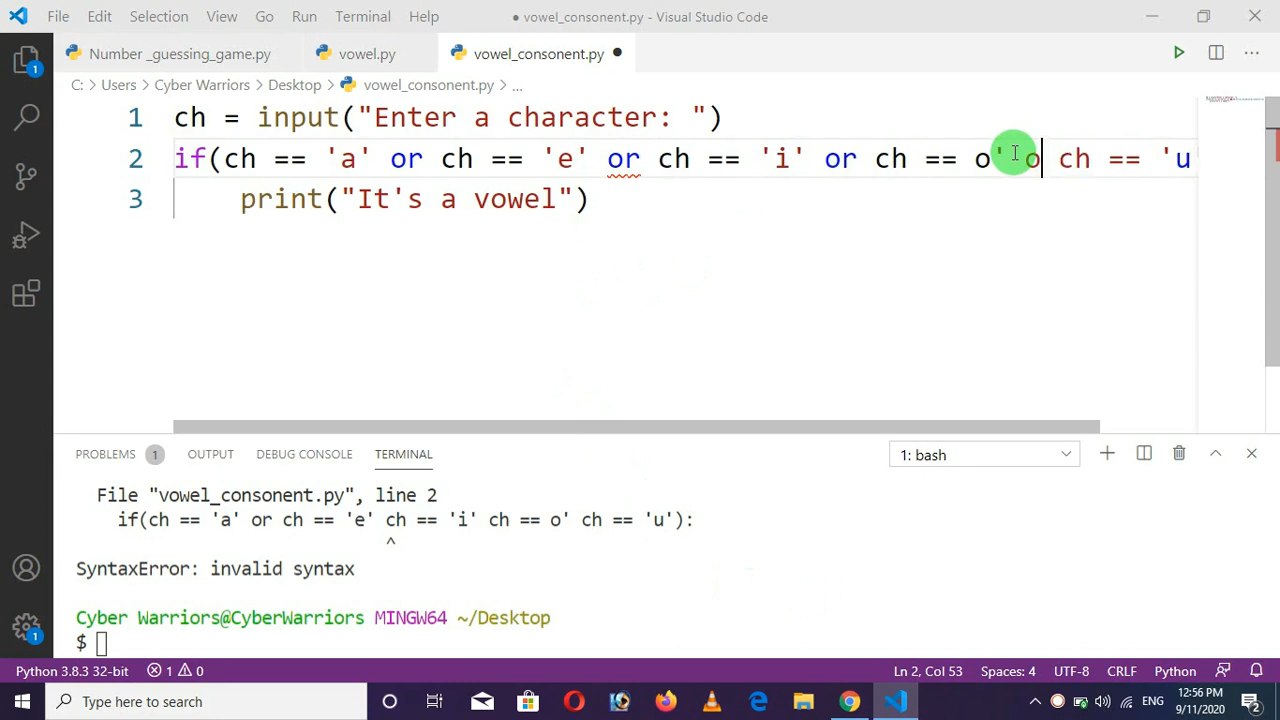 File Edit Selection View Go Run Terminal Help ● vowel_consonent.py - Visual Studio Code
Number _guessing_game.py vowel.py vowel_consonent.py ●
C: > Users > Cyber Warriors > Desktop > vowel_consonent.py > ...
1 ch = input("Enter a character: ")
2 if(ch == 'a' or ch == 'e' or ch == 'i' or ch == o' o ch == 'u'
3 print("It's a vowel")
PROBLEMS 1 OUTPUT DEBUG CONSOLE TERMINAL 1: bash
File "vowel_consonent.py", line 2
if(ch == 'a' or ch == 'e' ch == 'i' ch == o' ch == 'u'):
^
SyntaxError: invalid syntax
Cyber Warriors@CyberWarriors MINGW64 ~/Desktop
$
1
1
Python 3.8.3 32-bit 1 0 Ln 2, Col 53 Spaces: 4 UTF-8 CRLF Python
Type here to search ENG 12:56 PM
9/11/2020 2